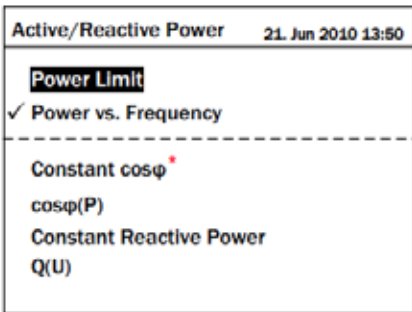 Active/Reactive Power 21. Jun 2010 13:50
Power Limit
✓ Power vs. Frequency
Constant cosφ*
cosφ(P)
Constant Reactive Power
Q(U)